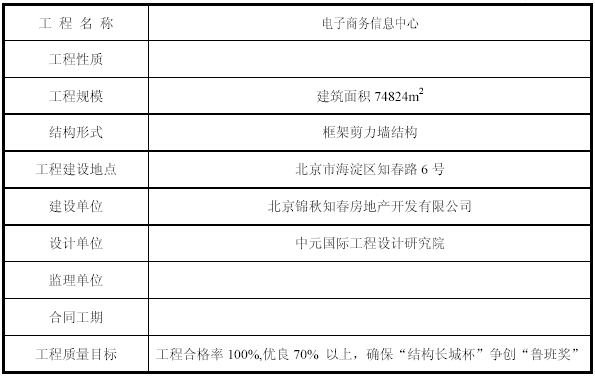 工 程 名 称 电子商务信息中心
工程性质
工程规模 建筑面积 74824m²
结构形式 框架剪力墙结构
工程建设地点 北京市海淀区知春路 6 号
建设单位 北京锦秋知春房地产开发有限公司
设计单位 中元国际工程设计研究院
监理单位
合同工期
工程质量目标 工程合格率 100%,优良 70% 以上，确保“结构长城杯”争创“鲁班奖”